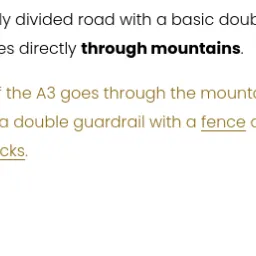 ly divided road with a basic doub
es directly through mountains.
f the A3 goes through the mounta
a double guardrail with a fence
cks.